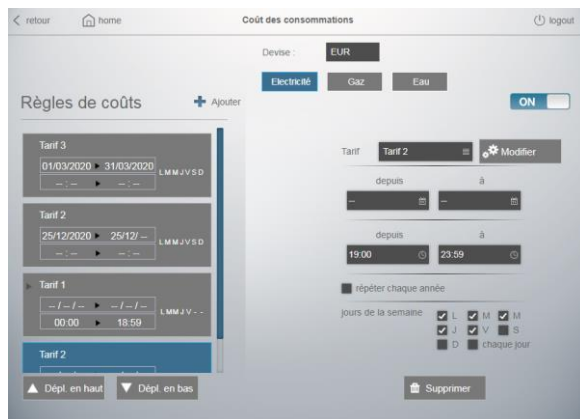 retour
home
Coût des consommations
logout
Devise :
EUR
Electricité
Gaz
Eau
Règles de coûts
Ajouter
ON
Tarif 3
01/03/2020 31/03/2020
LMMJVSD
-- : -- -- : --
Tarif 2
25/12/2020 25/12/ --
LMMJVSD
-- : -- -- : --
Tarif 1
-- / -- / -- -- / -- / --
LMMJV--
00:00 18:59
Tarif 2
Dépl. en haut
Dépl. en bas
Tarif
Tarif 2
Modifier
depuis à
-- --
depuis à
19:00 23:59
répéter chaque année
jours de la semaine
L M M
J V S
D chaque jour
Supprimer